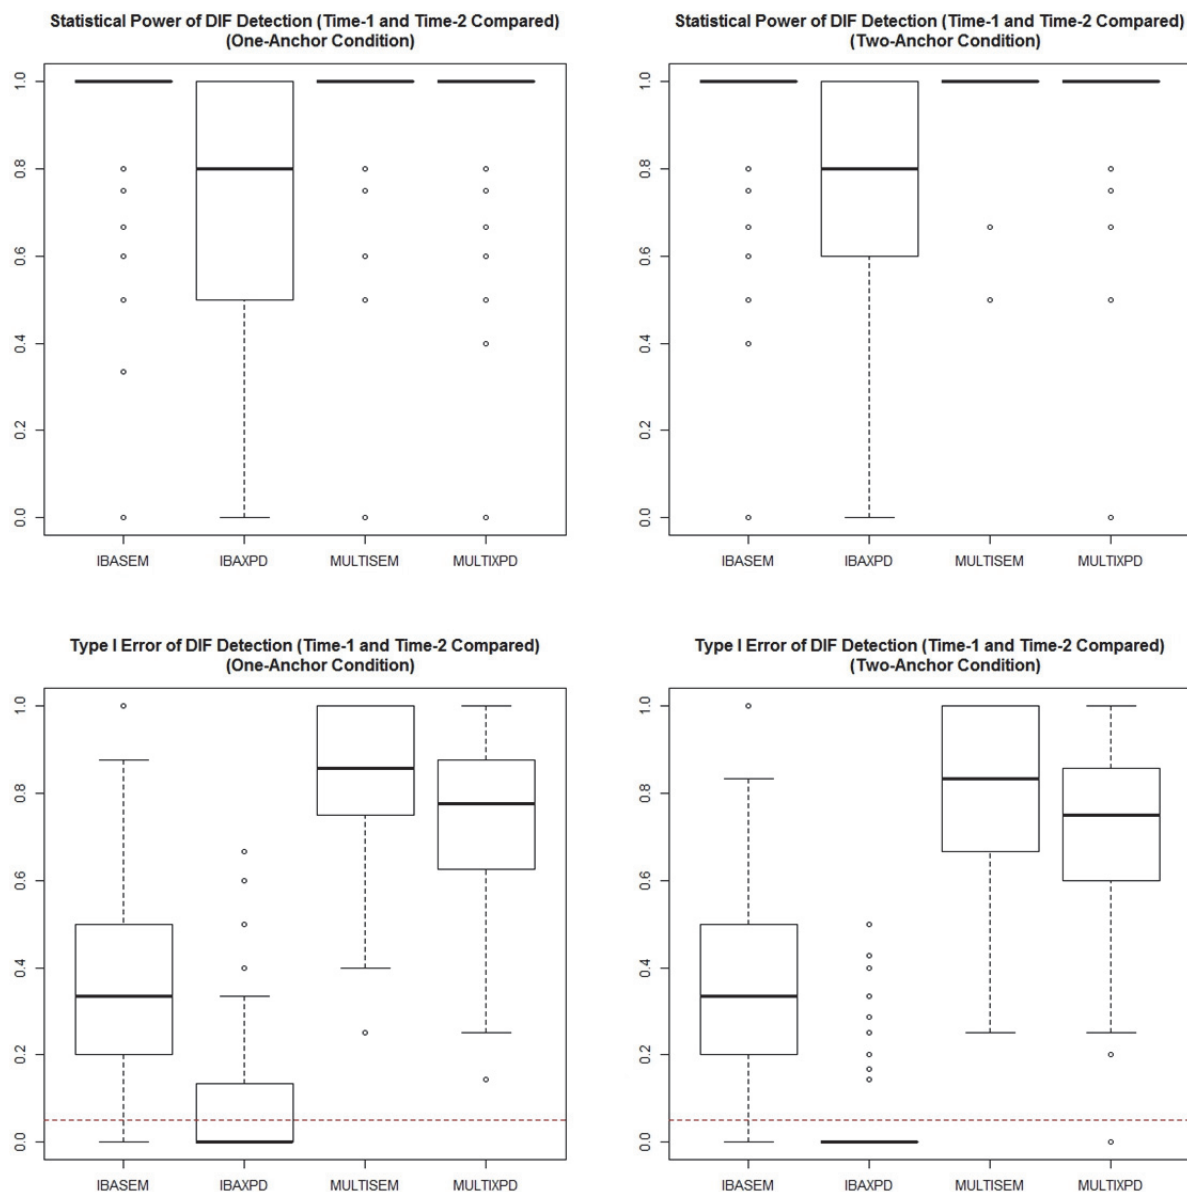 Statistical Power of DIF Detection (Time-1 and Time-2 Compared)
(One-Anchor Condition)
1.0
0.8
0.6
0.4
0.2
0.0
IBASEM IBAXPD MULTISEM MULTIXPD
Statistical Power of DIF Detection (Time-1 and Time-2 Compared)
(Two-Anchor Condition)
1.0
0.8
0.6
0.4
0.2
0.0
IBASEM IBAXPD MULTISEM MULTIXPD
Type I Error of DIF Detection (Time-1 and Time-2 Compared)
(One-Anchor Condition)
1.0
0.8
0.6
0.4
0.2
0.0
IBASEM IBAXPD MULTISEM MULTIXPD
Type I Error of DIF Detection (Time-1 and Time-2 Compared)
(Two-Anchor Condition)
1.0
0.8
0.6
0.4
0.2
0.0
IBASEM IBAXPD MULTISEM MULTIXPD